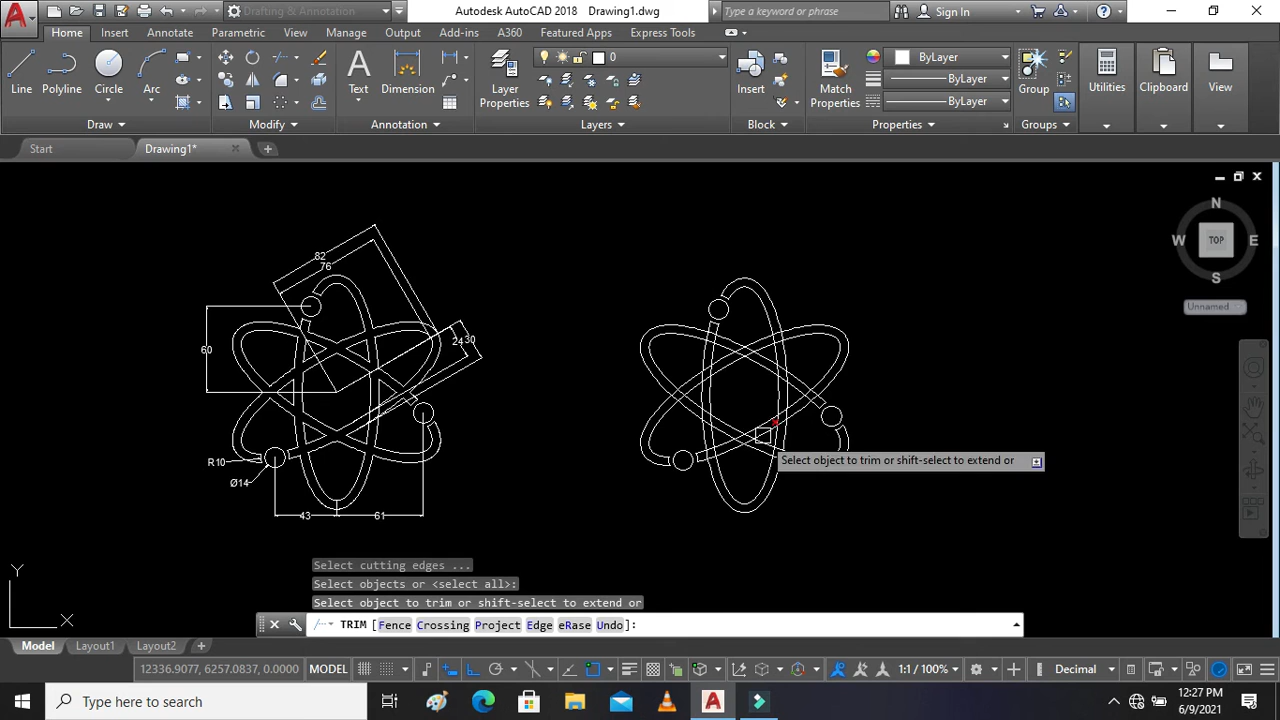 Drafting & Annotation
Autodesk AutoCAD 2018 Drawing1.dwg
Type a keyword or phrase
Sign In
Home Insert Annotate Parametric View Manage Output Add-ins A360 Featured Apps Express Tools
0
ByLayer
ByLayer
ByLayer
Line Polyline Circle Arc
Text Dimension
Layer
Properties
Insert
Match
Properties
Group
Utilities
Clipboard
View
Draw
Modify
Annotation
Layers
Block
Properties
Groups
Start
Drawing1*
N
W TOP E
S
Unnamed
82
76
2430
60
R10
Ø14
43
61
Select object to trim or shift-select to extend or
Select cutting edges ...
Select objects or <select all>:
Select object to trim or shift-select to extend or
TRIM [Fence Crossing Project Edge eRase Undo]:
Y
X
Model Layout1 Layout2 +
12336.9077, 6257.0837, 0.0000 MODEL
1:1 / 100%
Decimal
Type here to search
A
12:27 PM
6/9/2021